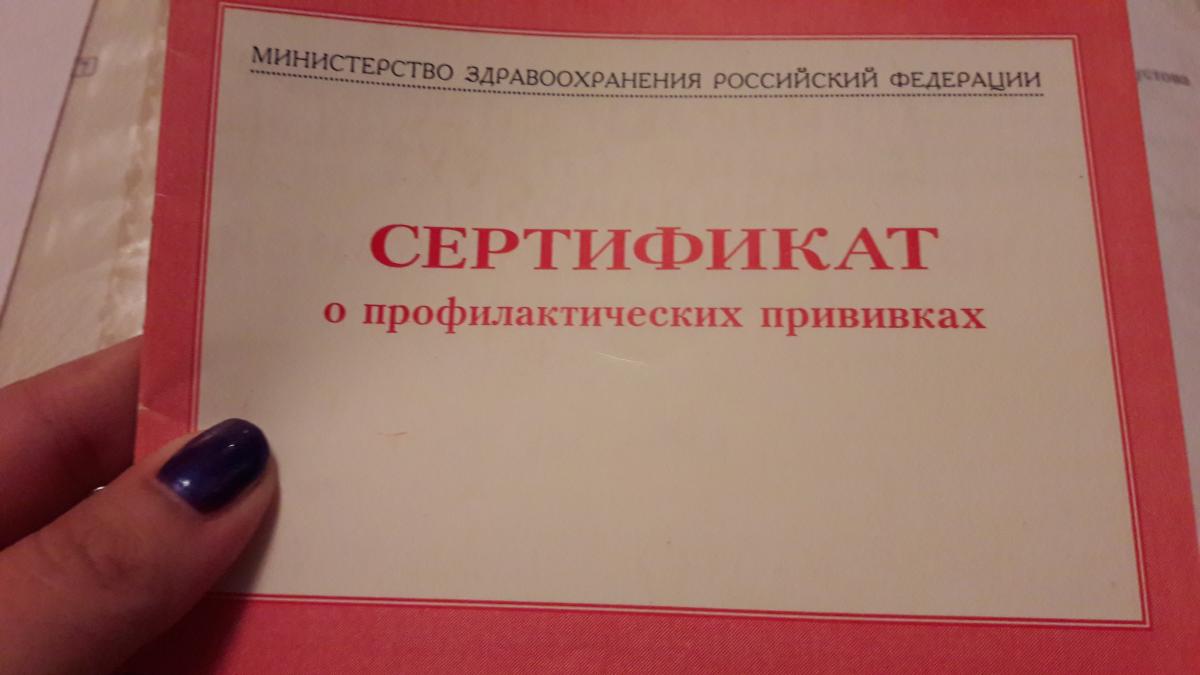 МИНИСТЕРСТВО ЗДРАВООХРАНЕНИЯ РОССИЙСКИЙ ФЕДЕРАЦИИ
СЕРТИФИКАТ
о профилактических прививках